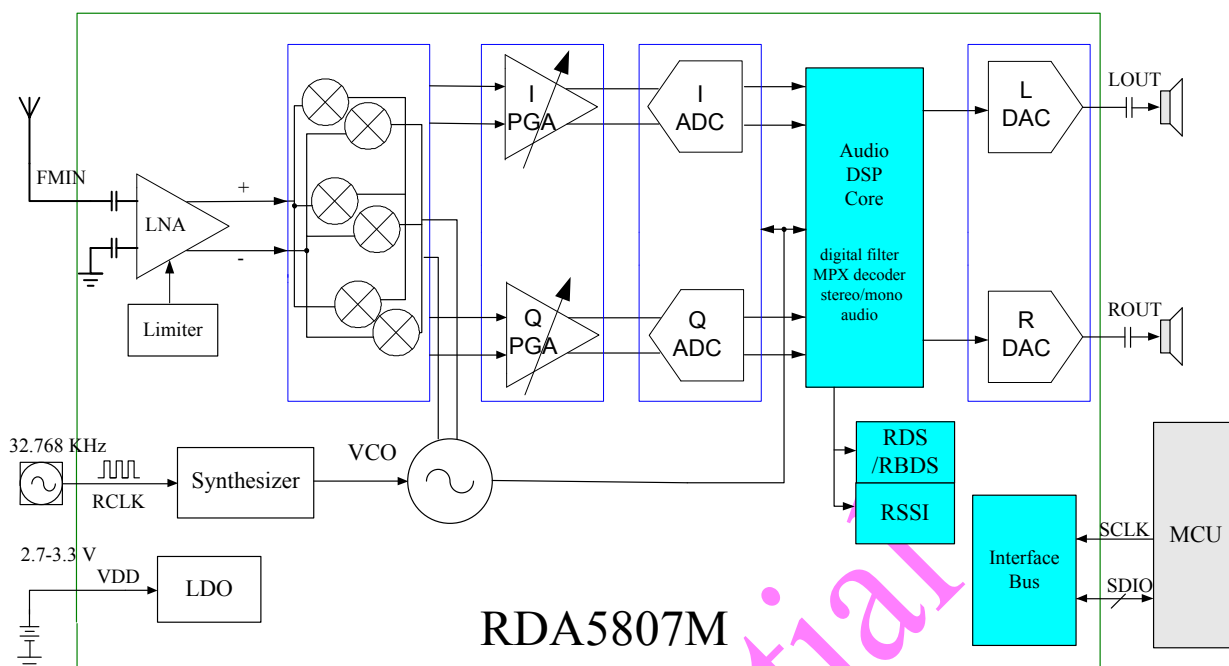 FMIN
LNA
+
-
Limiter
I
PGA
Q
PGA
I
ADC
Q
ADC
Audio
DSP
Core
digital filter
MPX decoder
stereo/mono
audio
L
DAC
LOUT
R
DAC
ROUT
32.768 KHz
RCLK
Synthesizer
VCO
RDS
/RBDS
RSSI
2.7-3.3 V
VDD
LDO
Interface
Bus
SCLK
SDIO
MCU
RDA5807M